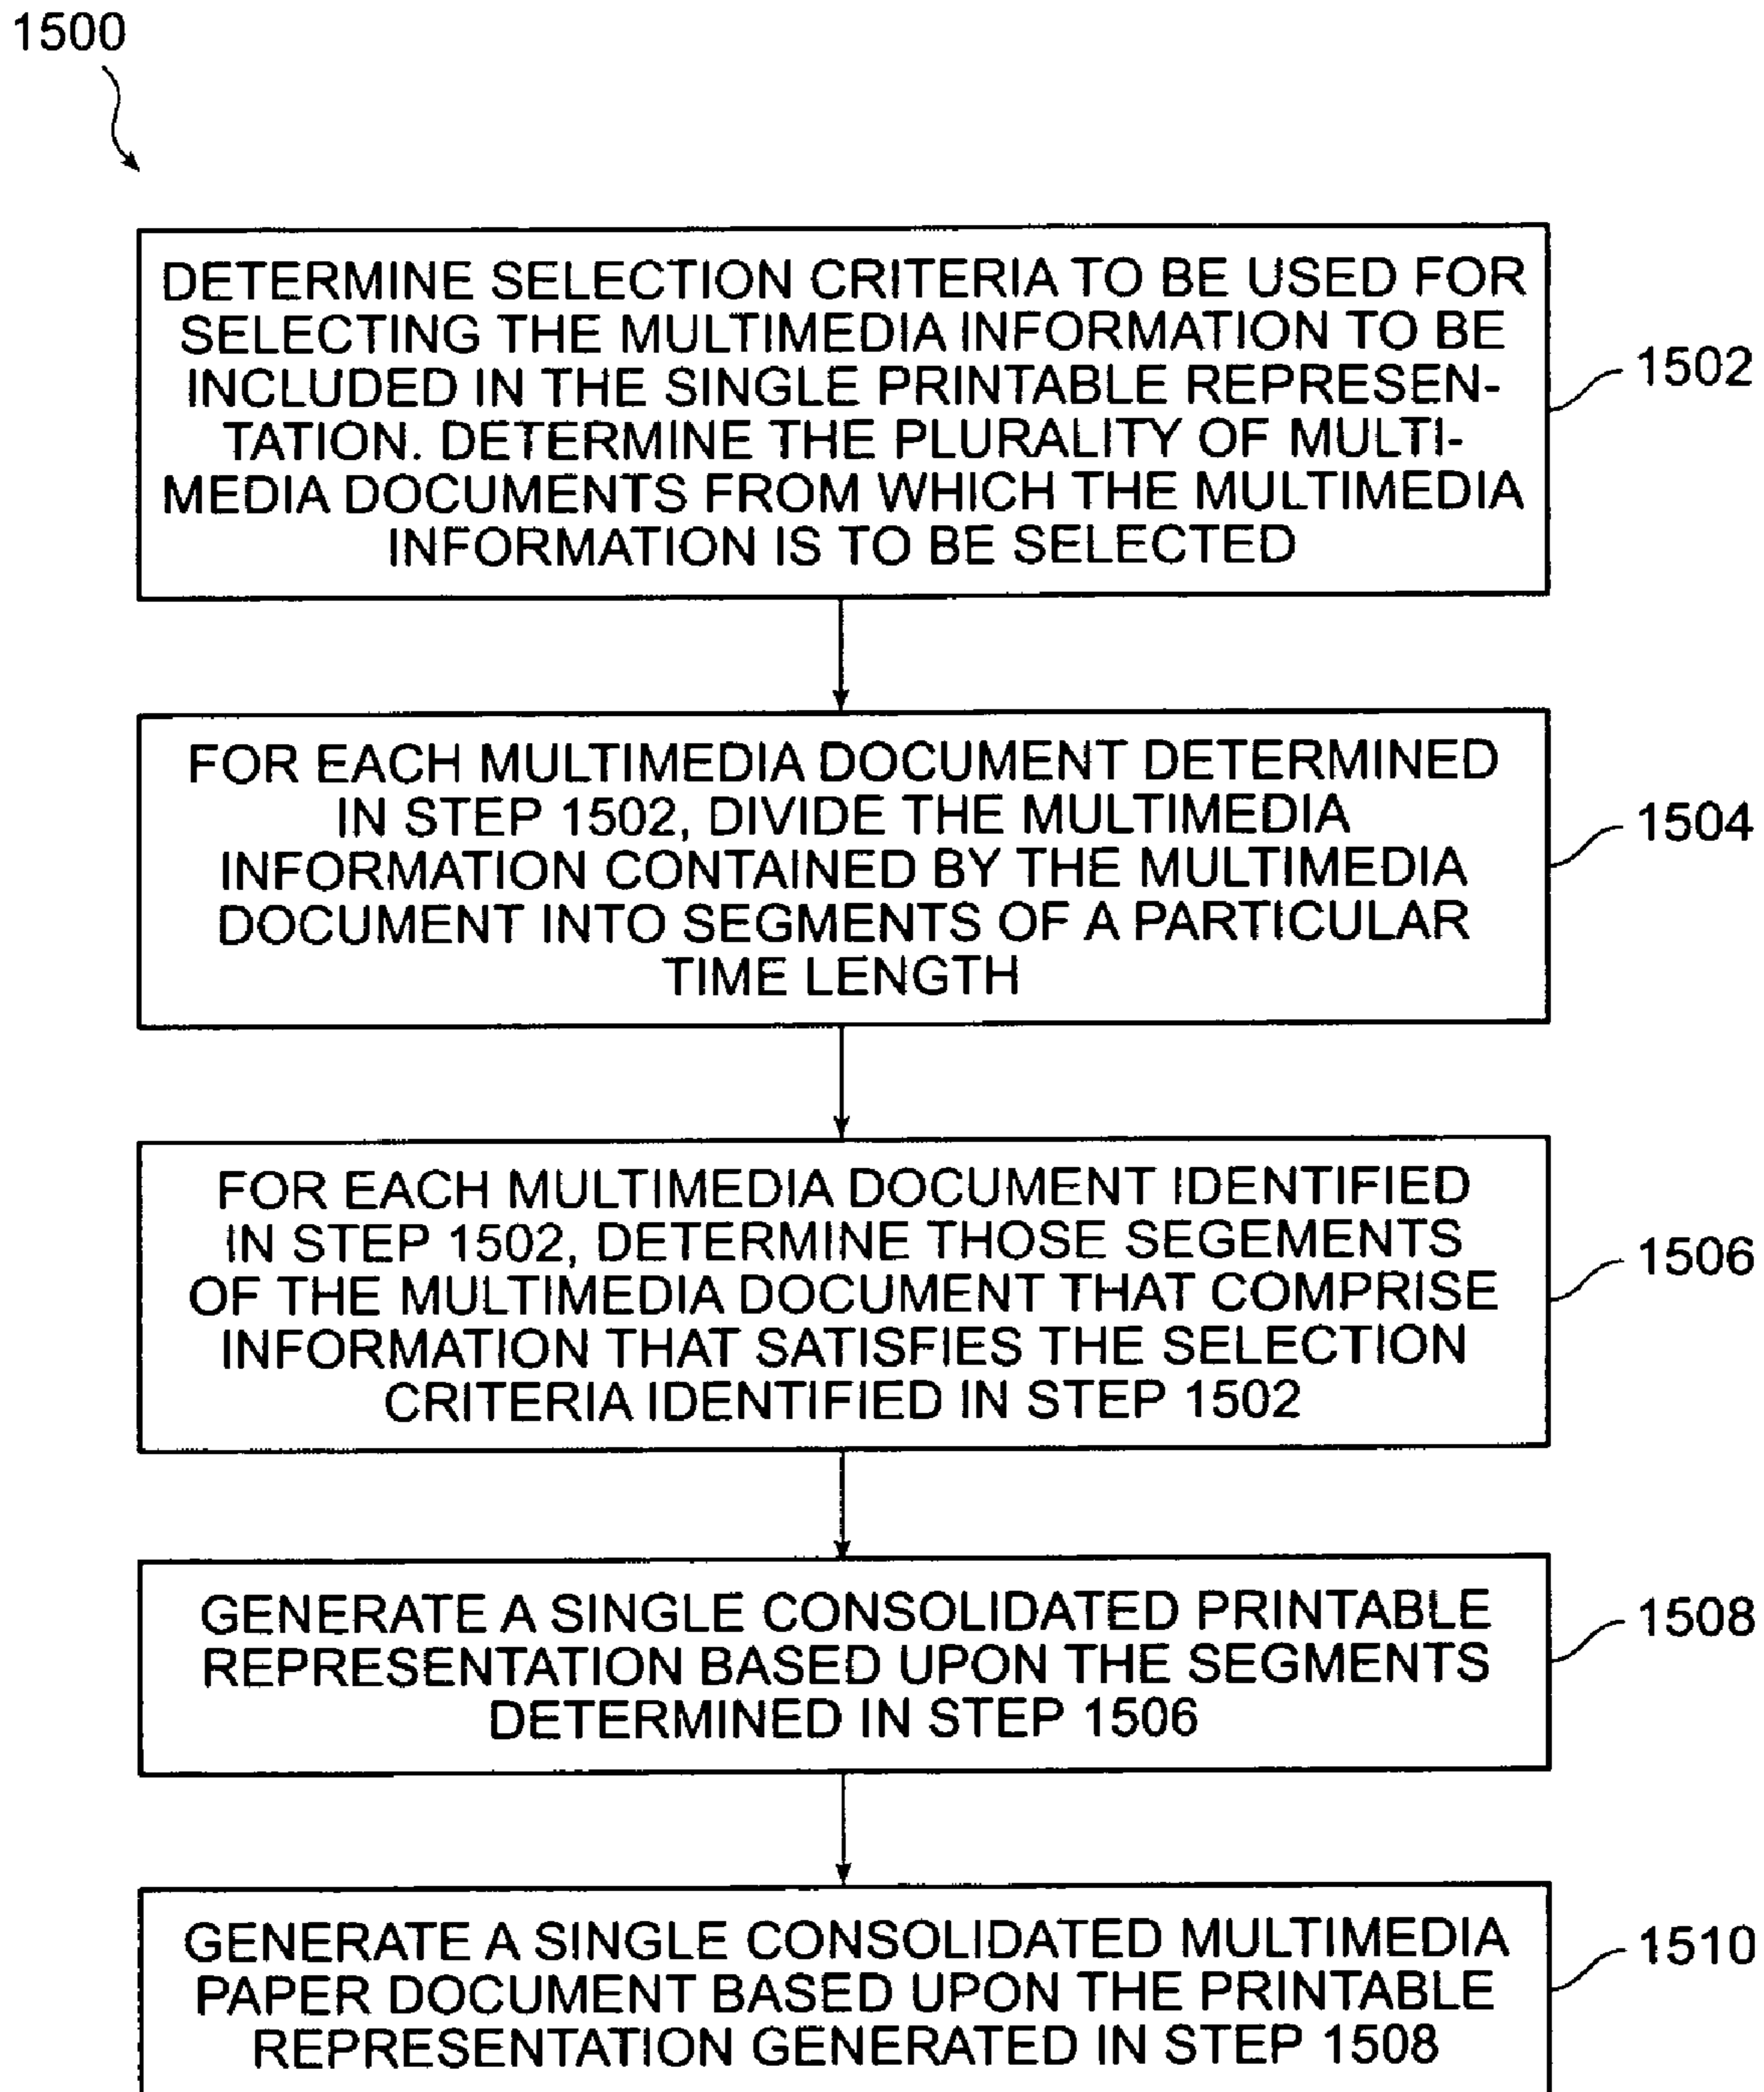 1500
DETERMINE SELECTION CRITERIA TO BE USED FOR
SELECTING THE MULTIMEDIA INFORMATION TO BE
INCLUDED IN THE SINGLE PRINTABLE REPRESEN-
TATION. DETERMINE THE PLURALITY OF MULTI-
MEDIA DOCUMENTS FROM WHICH THE MULTIMEDIA
INFORMATION IS TO BE SELECTED
1502
FOR EACH MULTIMEDIA DOCUMENT DETERMINED
IN STEP 1502, DIVIDE THE MULTIMEDIA
INFORMATION CONTAINED BY THE MULTIMEDIA
DOCUMENT INTO SEGMENTS OF A PARTICULAR
TIME LENGTH
1504
FOR EACH MULTIMEDIA DOCUMENT IDENTIFIED
IN STEP 1502, DETERMINE THOSE SEGEMENTS
OF THE MULTIMEDIA DOCUMENT THAT COMPRISE
INFORMATION THAT SATISFIES THE SELECTION
CRITERIA IDENTIFIED IN STEP 1502
1506
GENERATE A SINGLE CONSOLIDATED PRINTABLE
REPRESENTATION BASED UPON THE SEGMENTS
DETERMINED IN STEP 1506
1508
GENERATE A SINGLE CONSOLIDATED MULTIMEDIA
PAPER DOCUMENT BASED UPON THE PRINTABLE
REPRESENTATION GENERATED IN STEP 1508
1510